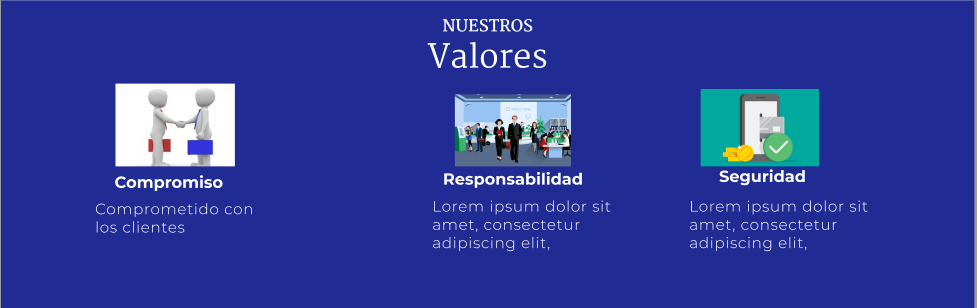 NUESTROS
Valores
Compromiso
Comprometido con
los clientes
Responsabilidad
Lorem ipsum dolor sit
amet, consectetur
adipiscing elit,
Seguridad
Lorem ipsum dolor sit
amet, consectetur
adipiscing elit,